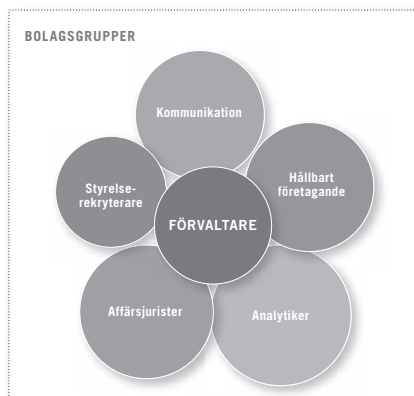 BOLAGSGRUPPER
Kommunikation
Hållbart
företagande
Styrelse-
rekryterare
FÖRVALTARE
Affärsjurister
Analytiker